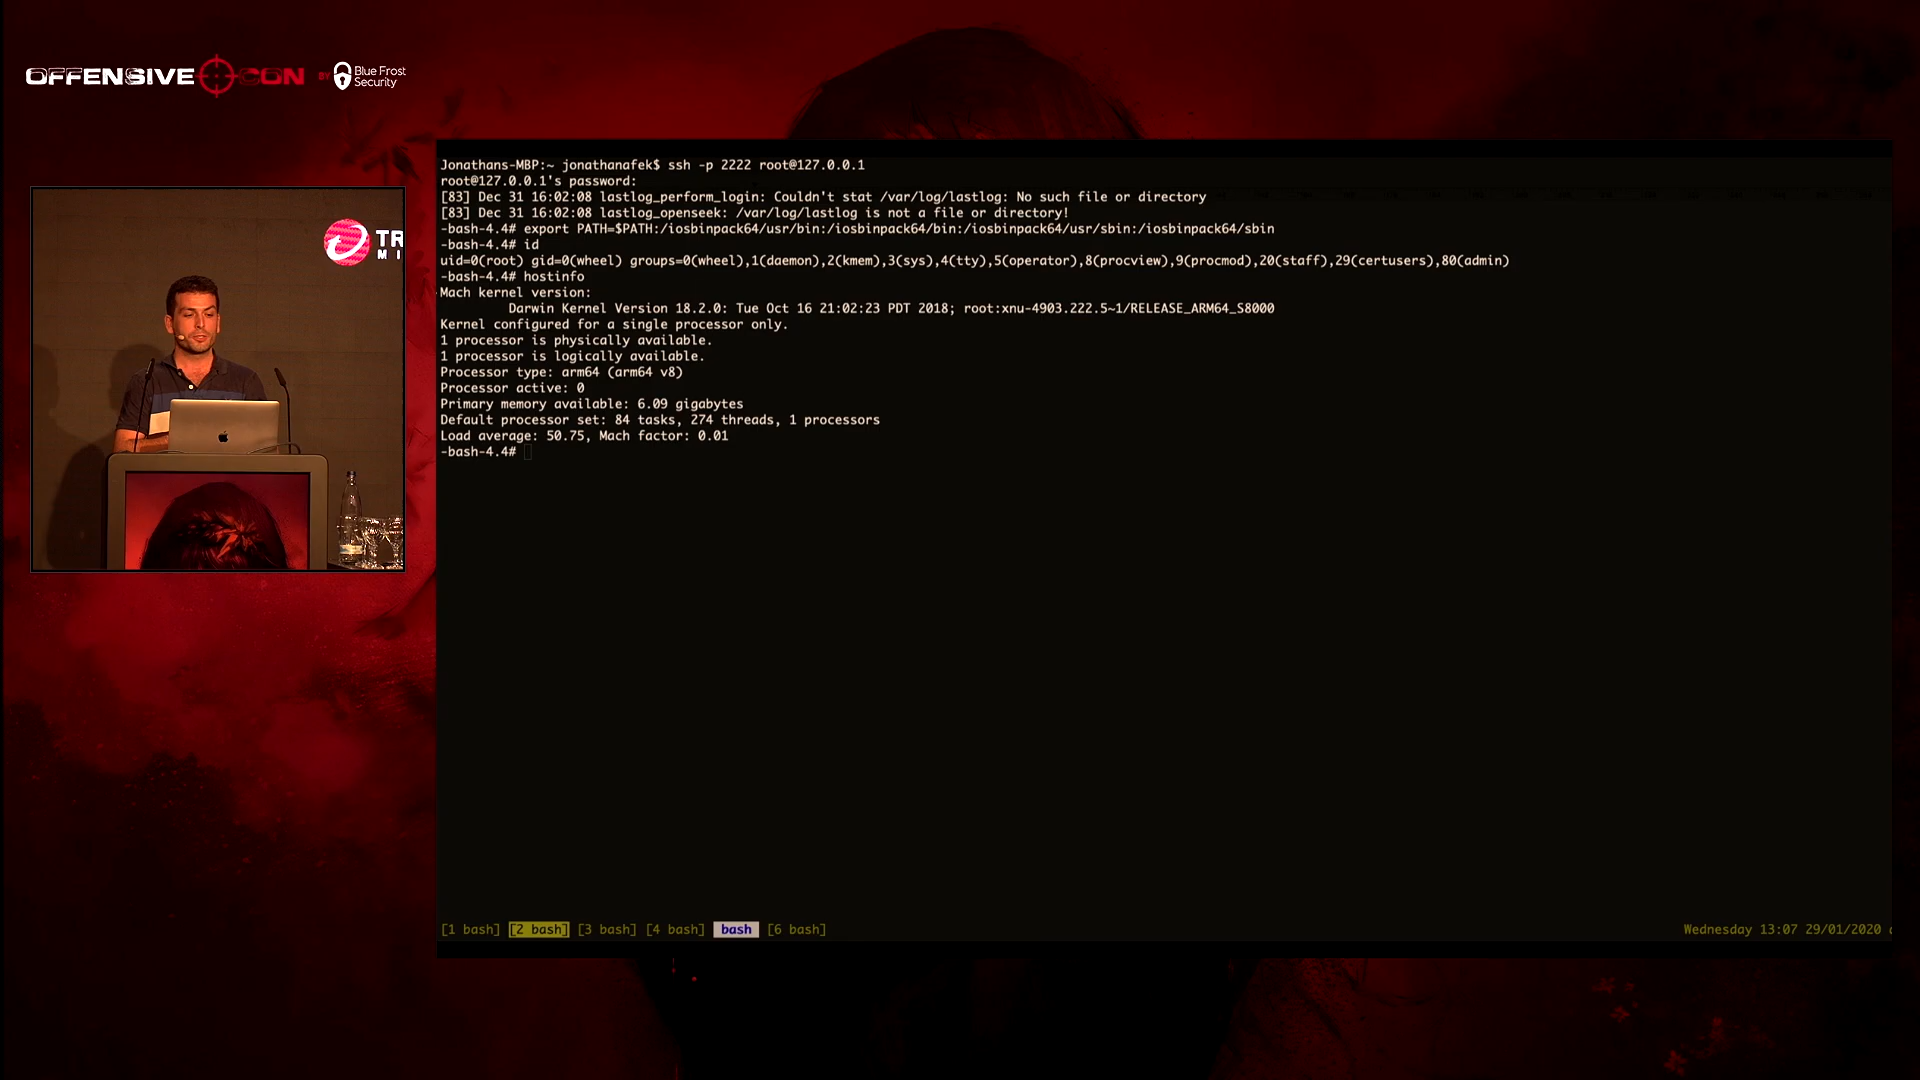 OFFENSIVE CON BY Blue Frost Security
TR
MI
Jonathans-MBP:~ jonathanafek$ ssh -p 2222 root@127.0.0.1
root@127.0.0.1's password:
[83] Dec 31 16:02:08 lastlog_perform_login: Couldn't stat /var/log/lastlog: No such file or directory
[83] Dec 31 16:02:08 lastlog_openseek: /var/log/lastlog is not a file or directory!
-bash-4.4# export PATH=$PATH:/iosbinpack64/usr/bin:/iosbinpack64/bin:/iosbinpack64/usr/sbin:/iosbinpack64/sbin
-bash-4.4# id
uid=0(root) gid=0(wheel) groups=0(wheel),1(daemon),2(kmem),3(sys),4(tty),5(operator),8(procview),9(procmod),20(staff),29(certusers),80(admin)
-bash-4.4# hostinfo
Mach kernel version:
Darwin Kernel Version 18.2.0: Tue Oct 16 21:02:23 PDT 2018; root:xnu-4903.222.5~1/RELEASE_ARM64_S8000
Kernel configured for a single processor only.
1 processor is physically available.
1 processor is logically available.
Processor type: arm64 (arm64 v8)
Processor active: 0
Primary memory available: 6.09 gigabytes
Default processor set: 84 tasks, 274 threads, 1 processors
Load average: 50.75, Mach factor: 0.01
-bash-4.4#
[1 bash] [2 bash] [3 bash] [4 bash] bash [6 bash] Wednesday 13:07 29/01/2020